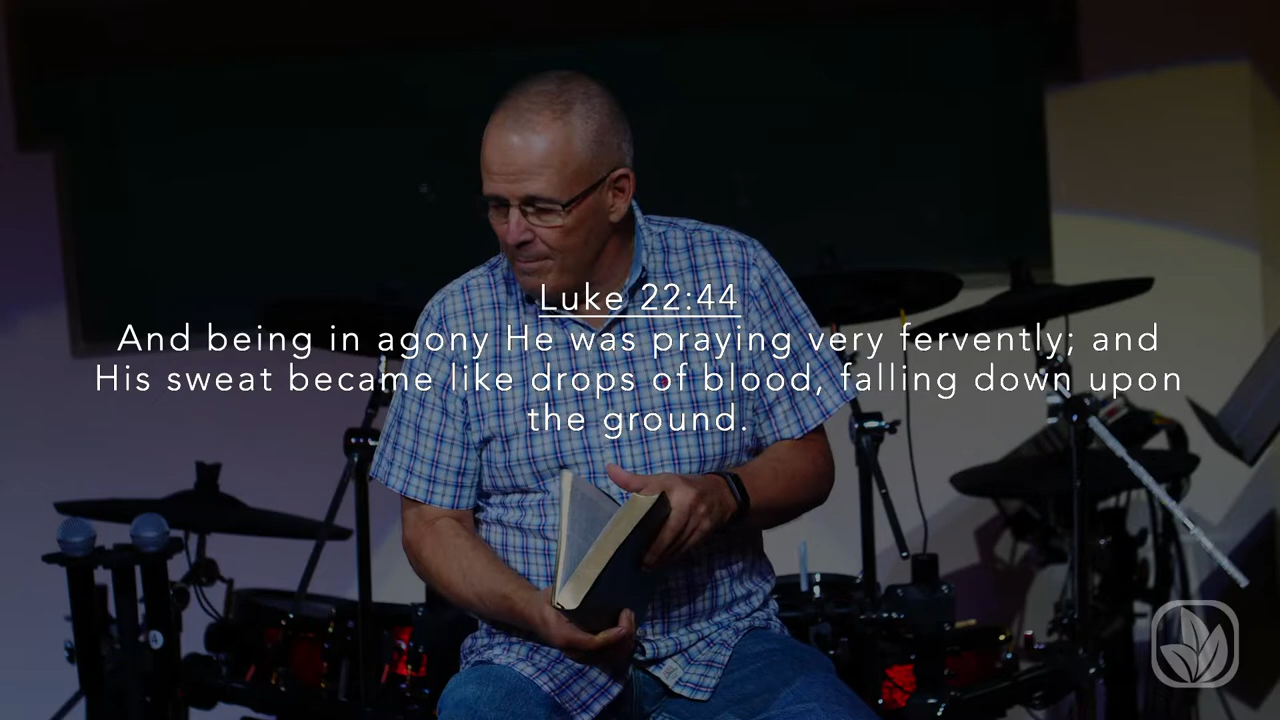 Luke 22:44
And being in agony He was praying very fervently; and
His sweat became like drops of blood, falling down upon
the ground.
4